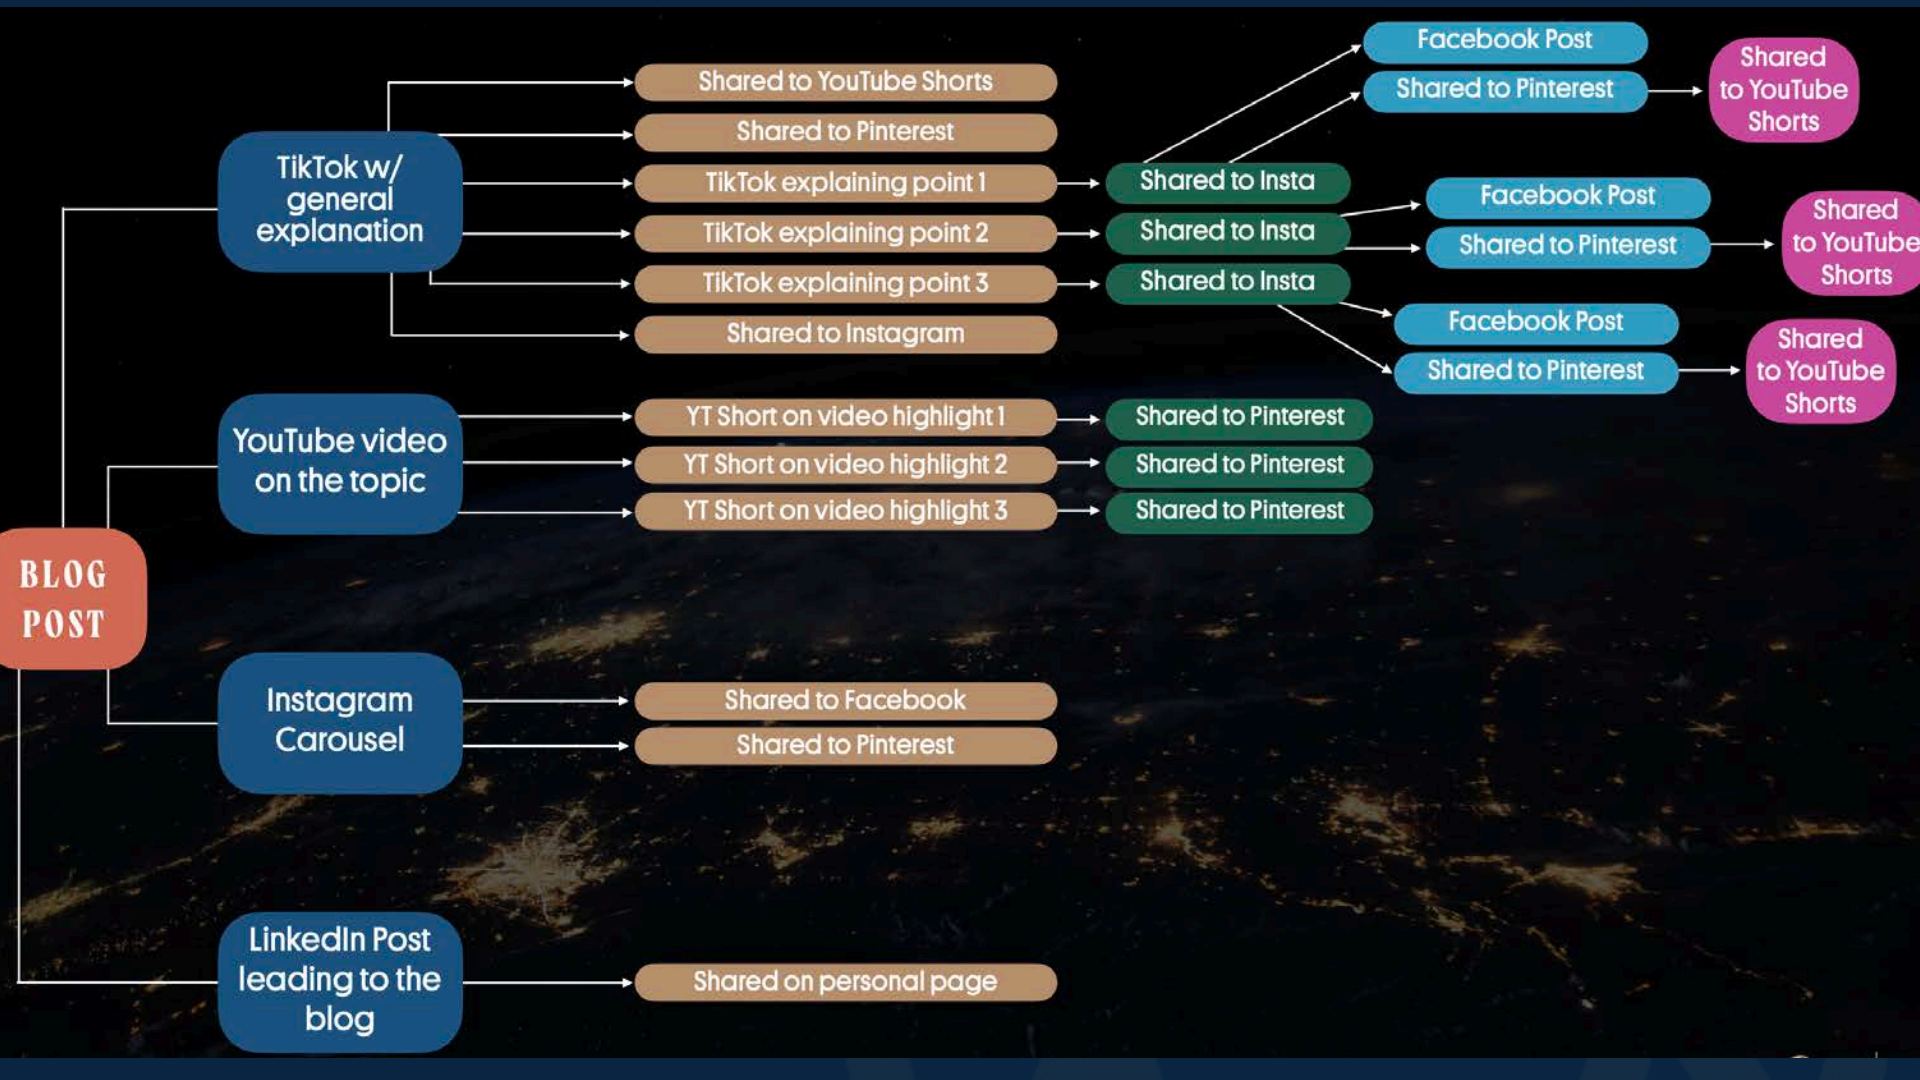 BLOG
POST
TikTok w/
general
explanation
Shared to YouTube Shorts
Shared to Pinterest
TikTok explaining point 1
TikTok explaining point 2
TikTok explaining point 3
Shared to Instagram
Shared to Insta
Shared to Insta
Shared to Insta
Facebook Post
Shared to Pinterest
Shared
to YouTube
Shorts
Facebook Post
Shared to Pinterest
Shared
to YouTube
Shorts
Facebook Post
Shared to Pinterest
Shared
to YouTube
Shorts
YouTube video
on the topic
YT Short on video highlight 1
YT Short on video highlight 2
YT Short on video highlight 3
Shared to Pinterest
Shared to Pinterest
Shared to Pinterest
Instagram
Carousel
Shared to Facebook
Shared to Pinterest
LinkedIn Post
leading to the
blog
Shared on personal page